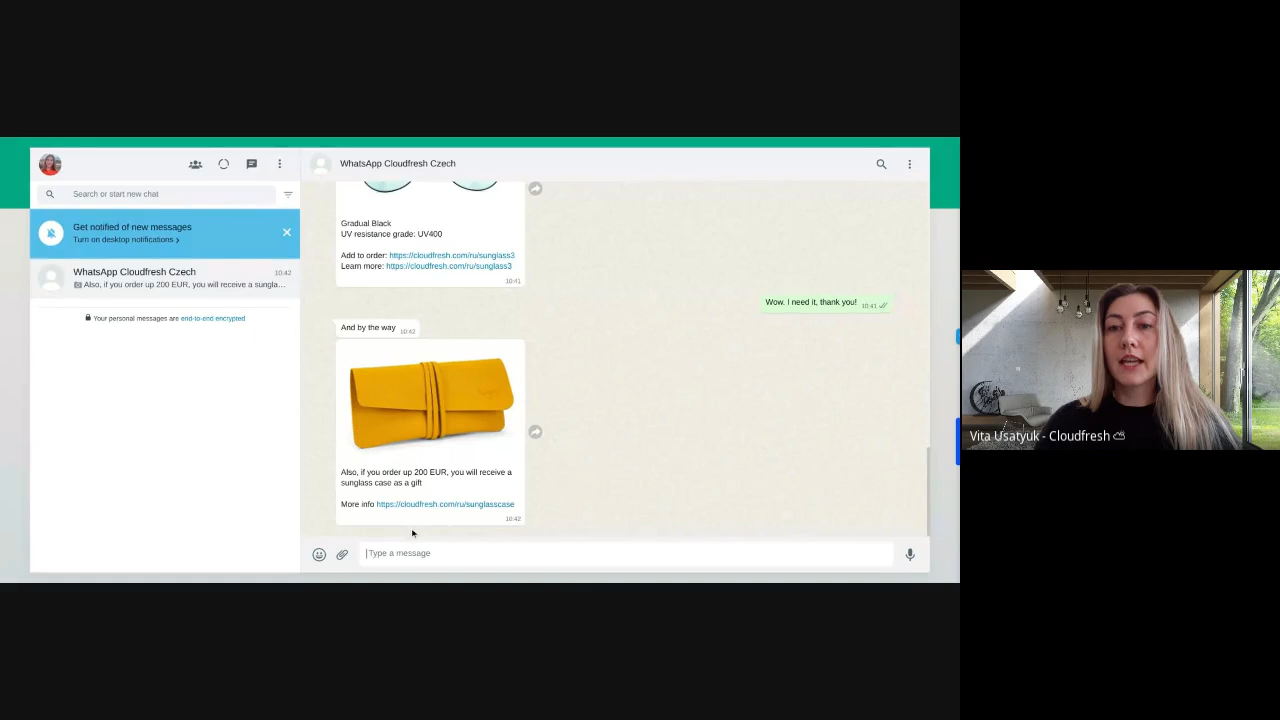 WhatsApp Cloudfresh Czech
Search or start new chat
Get notified of new messages
Turn on desktop notifications ›
WhatsApp Cloudfresh Czech
10:42
Also, if you order up 200 EUR, you will receive a sungla...
Your personal messages are end-to-end encrypted
Gradual Black
UV resistance grade: UV400
Add to order: https://cloudfresh.com/ru/sunglass3
Learn more: https://cloudfresh.com/ru/sunglass3
10:41
Wow. I need it, thank you! 10:41
And by the way 10:42
Also, if you order up 200 EUR, you will receive a
sunglass case as a gift
More info https://cloudfresh.com/ru/sunglasscase
10:42
Type a message
Vita Usatyuk - Cloudfresh